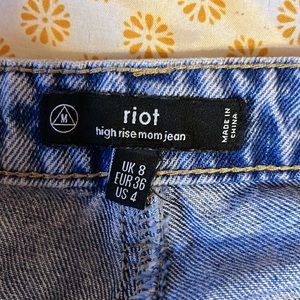 M
riot
high rise mom jean
MADE IN
CHINA
UK 8
EUR 36
US 4